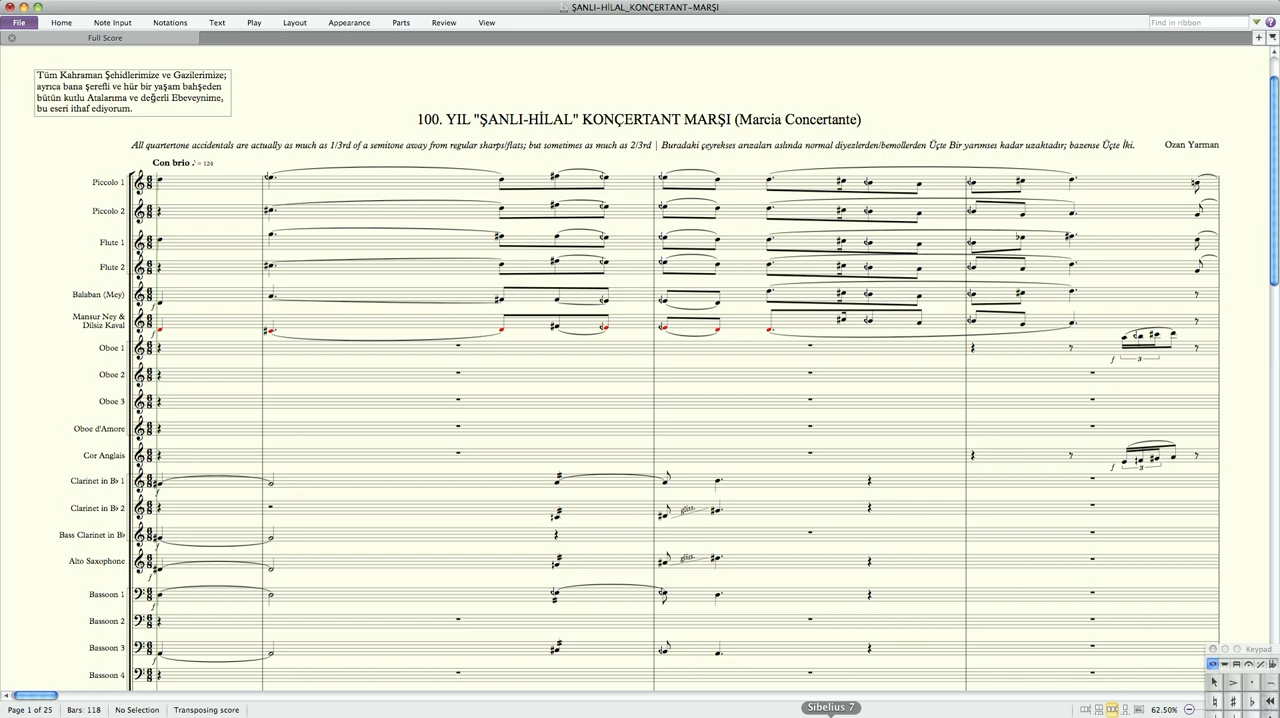 ŞANLI-HİLAL_KONÇERTANT-MARŞI
File Home Note Input Notations Text Play Layout Appearance Parts Review View Find in ribbon
Full Score
Tüm Kahraman Şehidlerimize ve Gazilerimize;
ayrıca bana şerefli ve hür bir yaşam bahşeden
bütün kutlu Atalarıma ve değerli Ebeveynime,
bu eseri ithaf ediyorum.
100. YIL "ŞANLI-HİLAL" KONÇERTANT MARŞI (Marcia Concertante)
All quartertone accidentals are actually as much as 1/3rd of a semitone away from regular sharps/flats; but sometimes as much as 2/3rd | Buradaki çeyrekses arızaları aslında normal diyezlerden/bemollerden Üçte Bir yarımses kadar uzaktadır; bazense Üçte İki.
Ozan Yarman
Con brio ♪ = 124
Piccolo 1
Piccolo 2
Flute 1
Flute 2
Balaban (Mey)
Mansur Ney &
Dilsiz Kaval
Oboe 1
f 3
Oboe 2
Oboe 3
Oboe d'Amore
Cor Anglais
f 3
Clarinet in B♭ 1
Clarinet in B♭ 2
gliss.
Bass Clarinet in B♭
Alto Saxophone
gliss.
Bassoon 1
Bassoon 2
Bassoon 3
Bassoon 4
Keypad
Page 1 of 25 Bars: 118 No Selection Transposing score Sibelius 7 62.50%